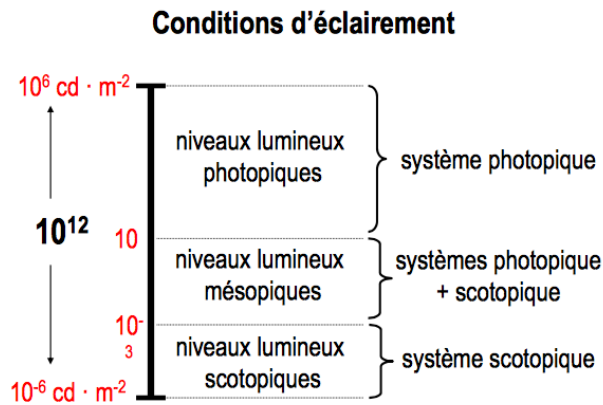 Conditions d'éclairement
10⁶ cd · m⁻²
niveaux lumineux
photopiques
système photopique
10¹²
10
niveaux lumineux
mésopiques
systèmes photopique
+ scotopique
10⁻
³
niveaux lumineux
scotopiques
système scotopique
10⁻⁶ cd · m⁻²